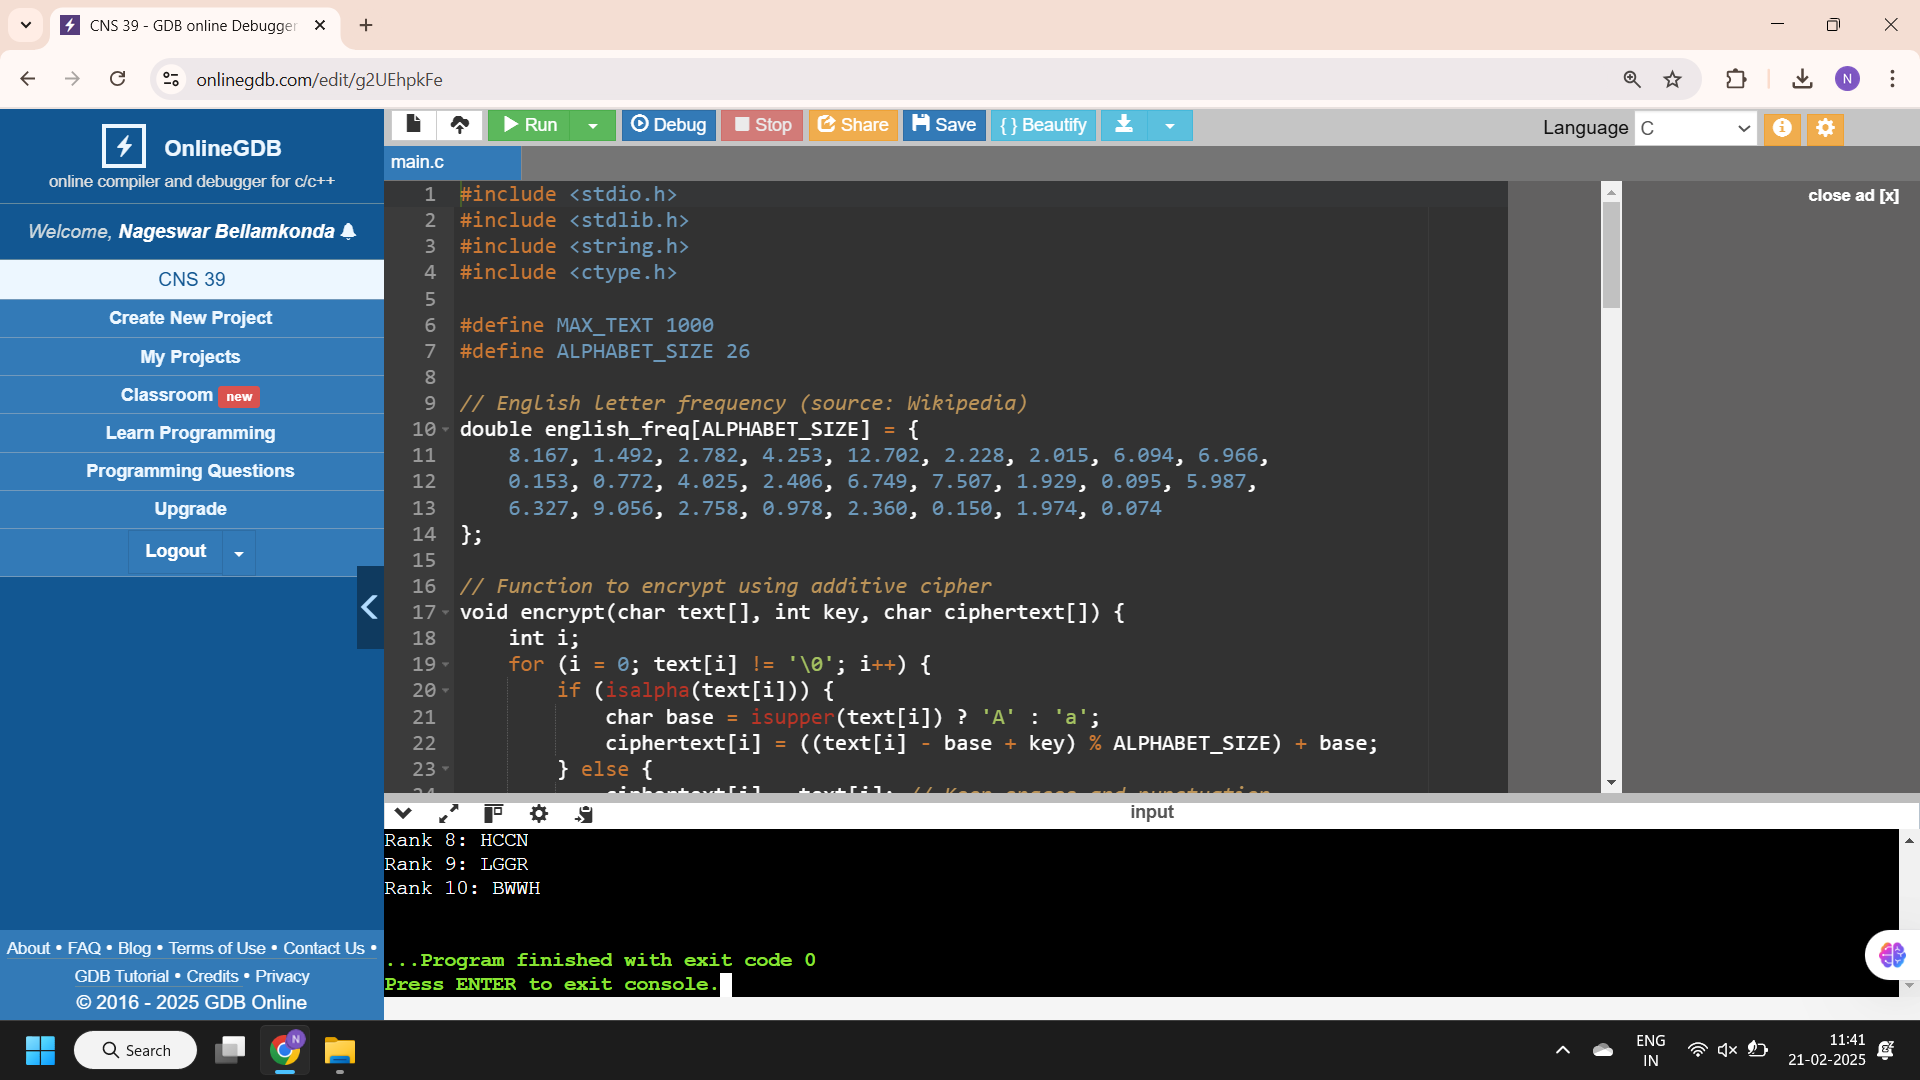 CNS 39 - GDB online Debugger
onlinegdb.com/edit/g2UEhpkFe
N
OnlineGDB
online compiler and debugger for c/c++
Welcome, Nageswar Bellamkonda
CNS 39
Create New Project
My Projects
Classroom new
Learn Programming
Programming Questions
Upgrade
Logout
About • FAQ • Blog • Terms of Use • Contact Us •
GDB Tutorial • Credits • Privacy
© 2016 - 2025 GDB Online
Run
Debug
Stop
Share
Save
{ } Beautify
Language C
main.c
close ad [x]
1 #include <stdio.h>
2 #include <stdlib.h>
3 #include <string.h>
4 #include <ctype.h>
5
6 #define MAX_TEXT 1000
7 #define ALPHABET_SIZE 26
8
9 // English letter frequency (source: Wikipedia)
10 double english_freq[ALPHABET_SIZE] = {
11 8.167, 1.492, 2.782, 4.253, 12.702, 2.228, 2.015, 6.094, 6.966,
12 0.153, 0.772, 4.025, 2.406, 6.749, 7.507, 1.929, 0.095, 5.987,
13 6.327, 9.056, 2.758, 0.978, 2.360, 0.150, 1.974, 0.074
14 };
15
16 // Function to encrypt using additive cipher
17 void encrypt(char text[], int key, char ciphertext[]) {
18 int i;
19 for (i = 0; text[i] != '\0'; i++) {
20 if (isalpha(text[i])) {
21 char base = isupper(text[i]) ? 'A' : 'a';
22 ciphertext[i] = ((text[i] - base + key) % ALPHABET_SIZE) + base;
23 } else {
24 ciphertext[i] = text[i]; // Keep spaces and punctuation
input
Rank 8: HCCN
Rank 9: LGGR
Rank 10: BWWH
...Program finished with exit code 0
Press ENTER to exit console.
Search
N
ENG
IN
11:41
21-02-2025